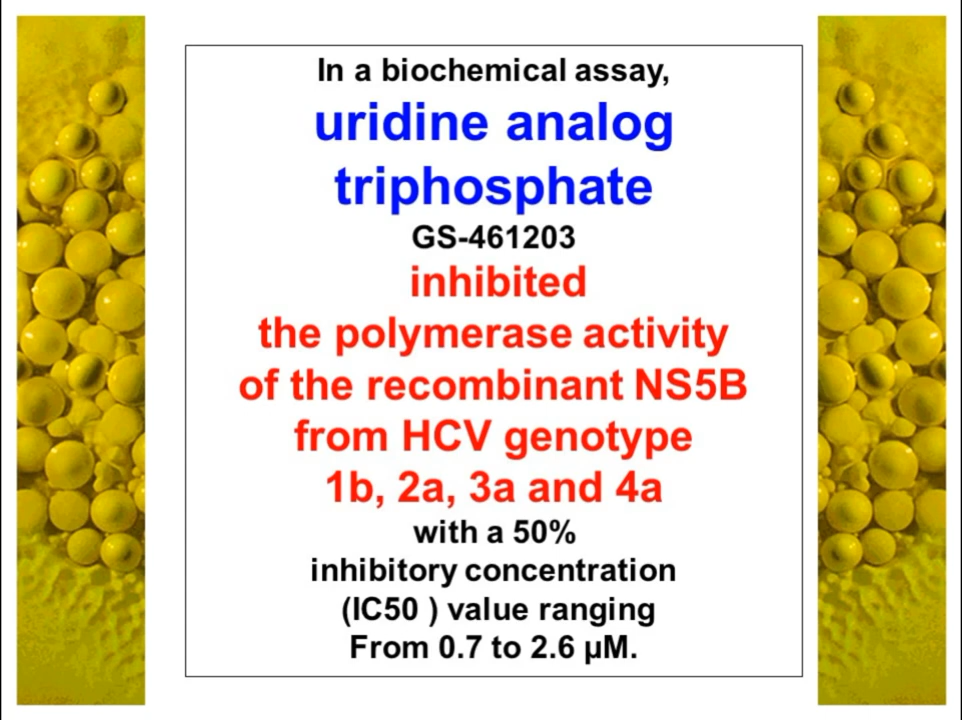 In a biochemical assay,
uridine analog
triphosphate
GS-461203
inhibited
the polymerase activity
of the recombinant NS5B
from HCV genotype
1b, 2a, 3a and 4a
with a 50%
inhibitory concentration
(IC50 ) value ranging
From 0.7 to 2.6 µM.